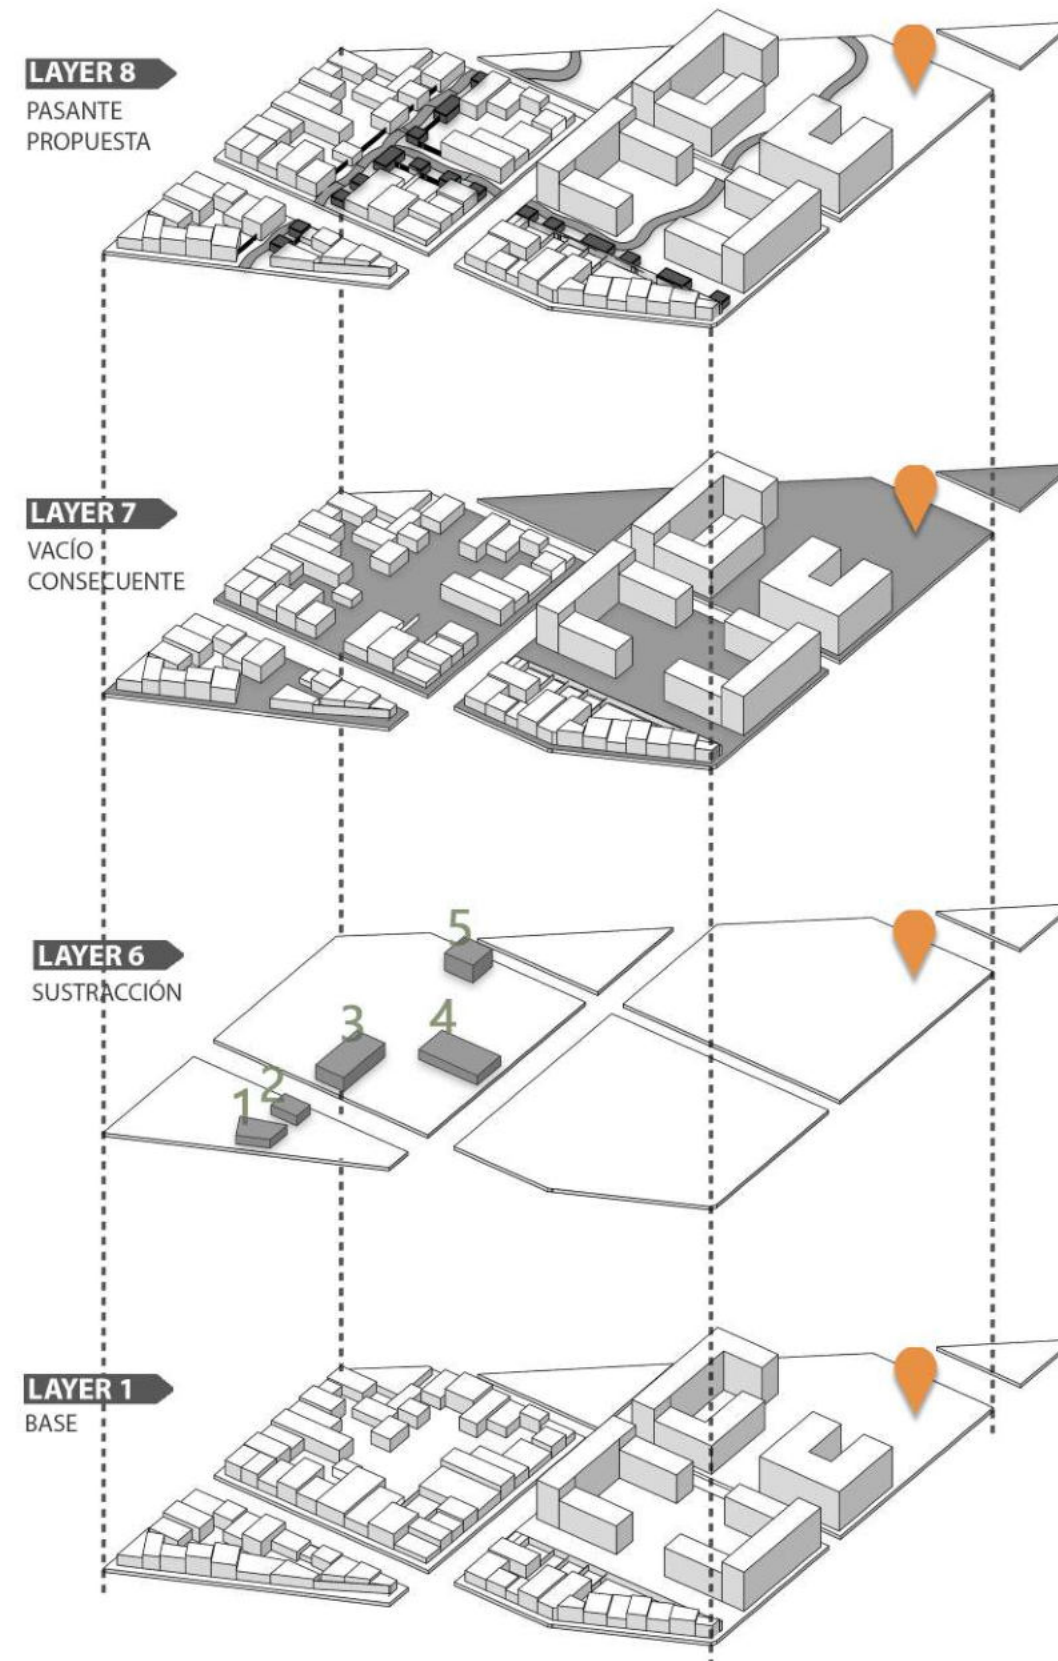 LAYER 8
PASANTE
PROPUESTA
LAYER 7
VACÍO
CONSECUENTE
LAYER 6
SUSTRACCIÓN
5
3
4
2
1
LAYER 1
BASE